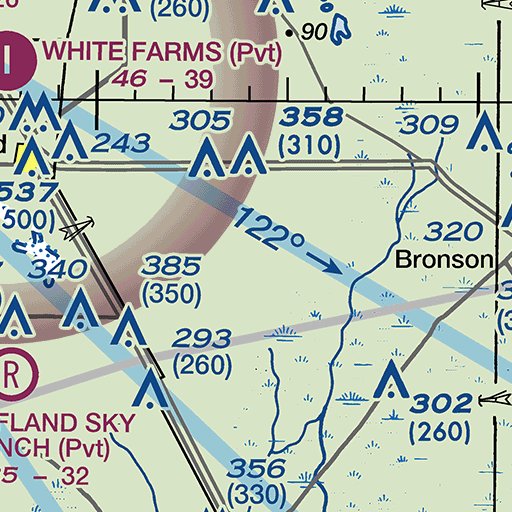 (260)
90
WHITE FARMS (Pvt)
46 – 39
305
358
(310)
309
243
537
500)
122° →
320
Bronson
340
385
(350)
293
(260)
R
302
(260)
FLAND SKY
NCH (Pvt)
5 – 32
356
(330)